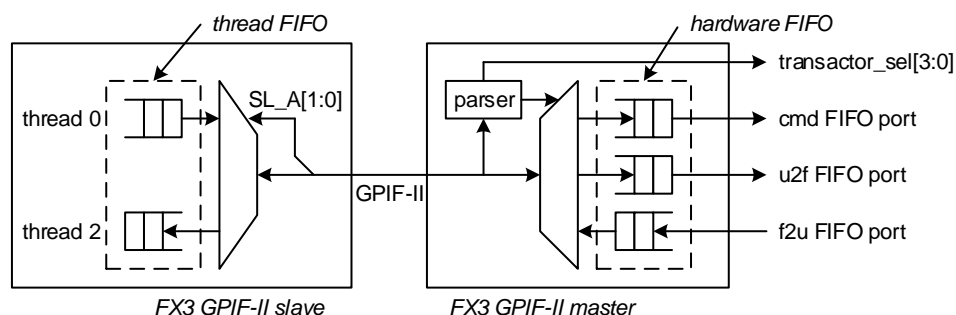 thread FIFO
hardware FIFO
transactor_sel[3:0]
SL_A[1:0]
parser
thread 0
cmd FIFO port
GPIF-II
u2f FIFO port
thread 2
f2u FIFO port
FX3 GPIF-II slave
FX3 GPIF-II master